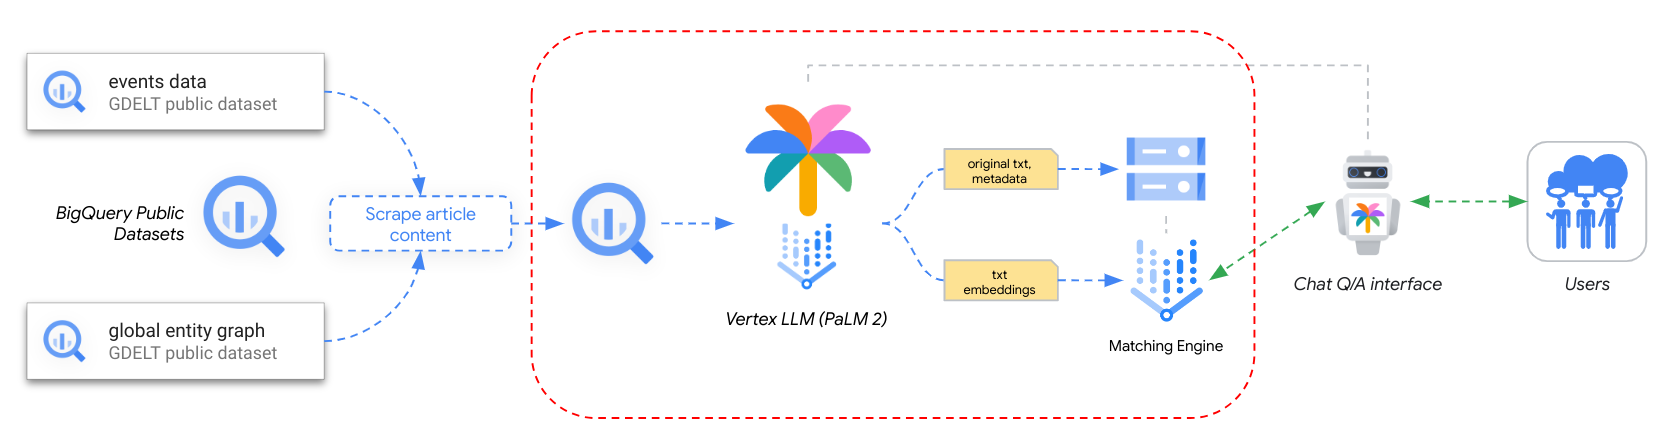 events data
GDELT public dataset
BigQuery Public
Datasets
global entity graph
GDELT public dataset
Scrape article
content
Vertex LLM (PaLM 2)
original txt,
metadata
txt
embeddings
Matching Engine
Chat Q/A interface
Users